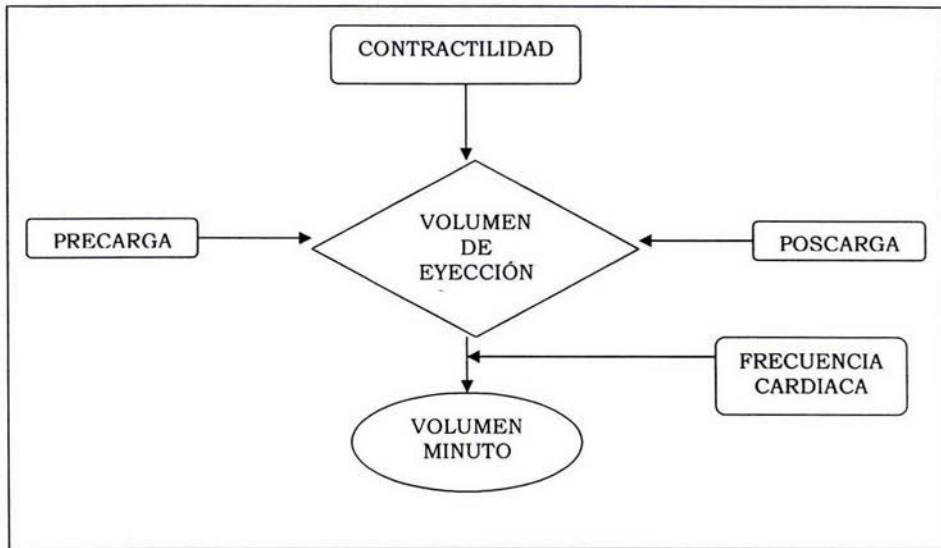 CONTRACTILIDAD
PRECARGA
VOLUMEN
DE
EYECCIÓN
POSCARGA
FRECUENCIA
CARDIACA
VOLUMEN
MINUTO